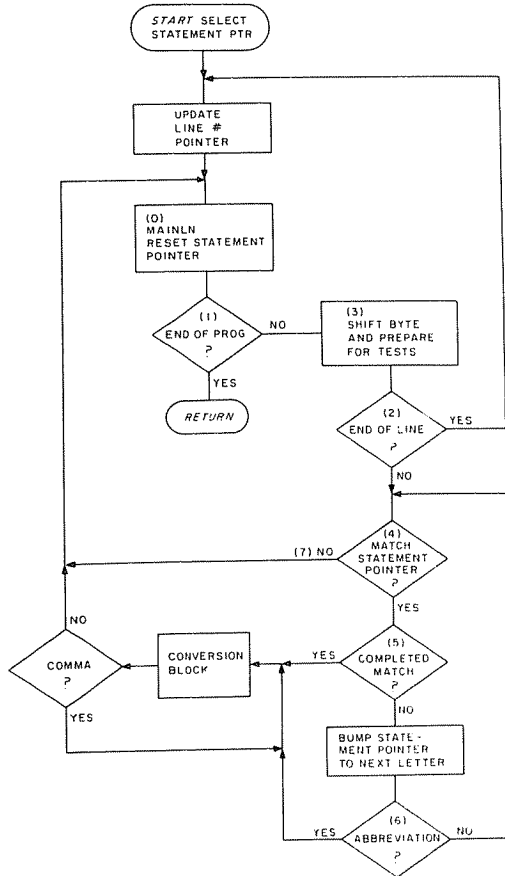 START SELECT
STATEMENT PTR
UPDATE
LINE #
POINTER
(0)
MAINLN
RESET STATEMENT
POINTER
(1)
END OF PROG
?
NO
YES
RETURN
(3)
SHIFT BYTE
AND PREPARE
FOR TESTS
(2)
END OF LINE
?
YES
NO
(4)
MATCH
STATEMENT
POINTER
?
(7) NO
YES
(5)
COMPLETED
MATCH
?
YES
NO
CONVERSION
BLOCK
COMMA
?
NO
YES
BUMP STATE-
MENT POINTER
TO NEXT LETTER
(6)
ABBREVIATION
?
YES
NO